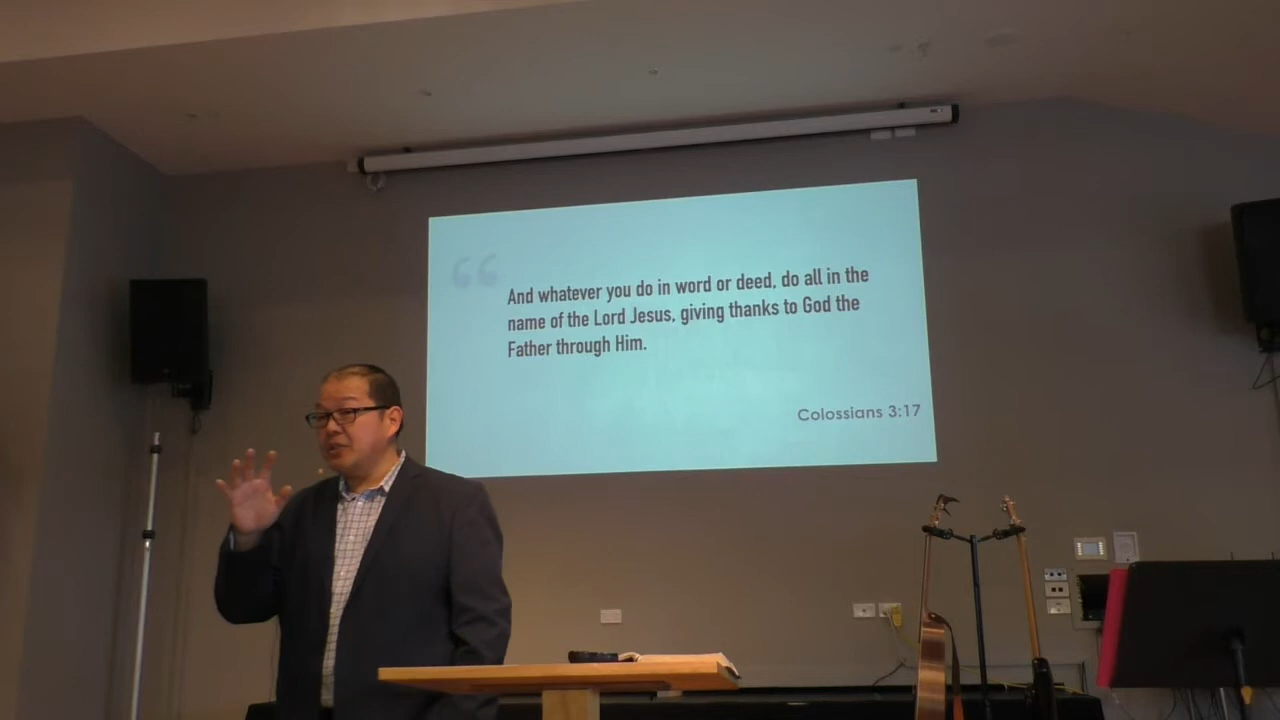 And whatever you do in word or deed, do all in the
name of the Lord Jesus, giving thanks to God the
Father through Him.
Colossians 3:17